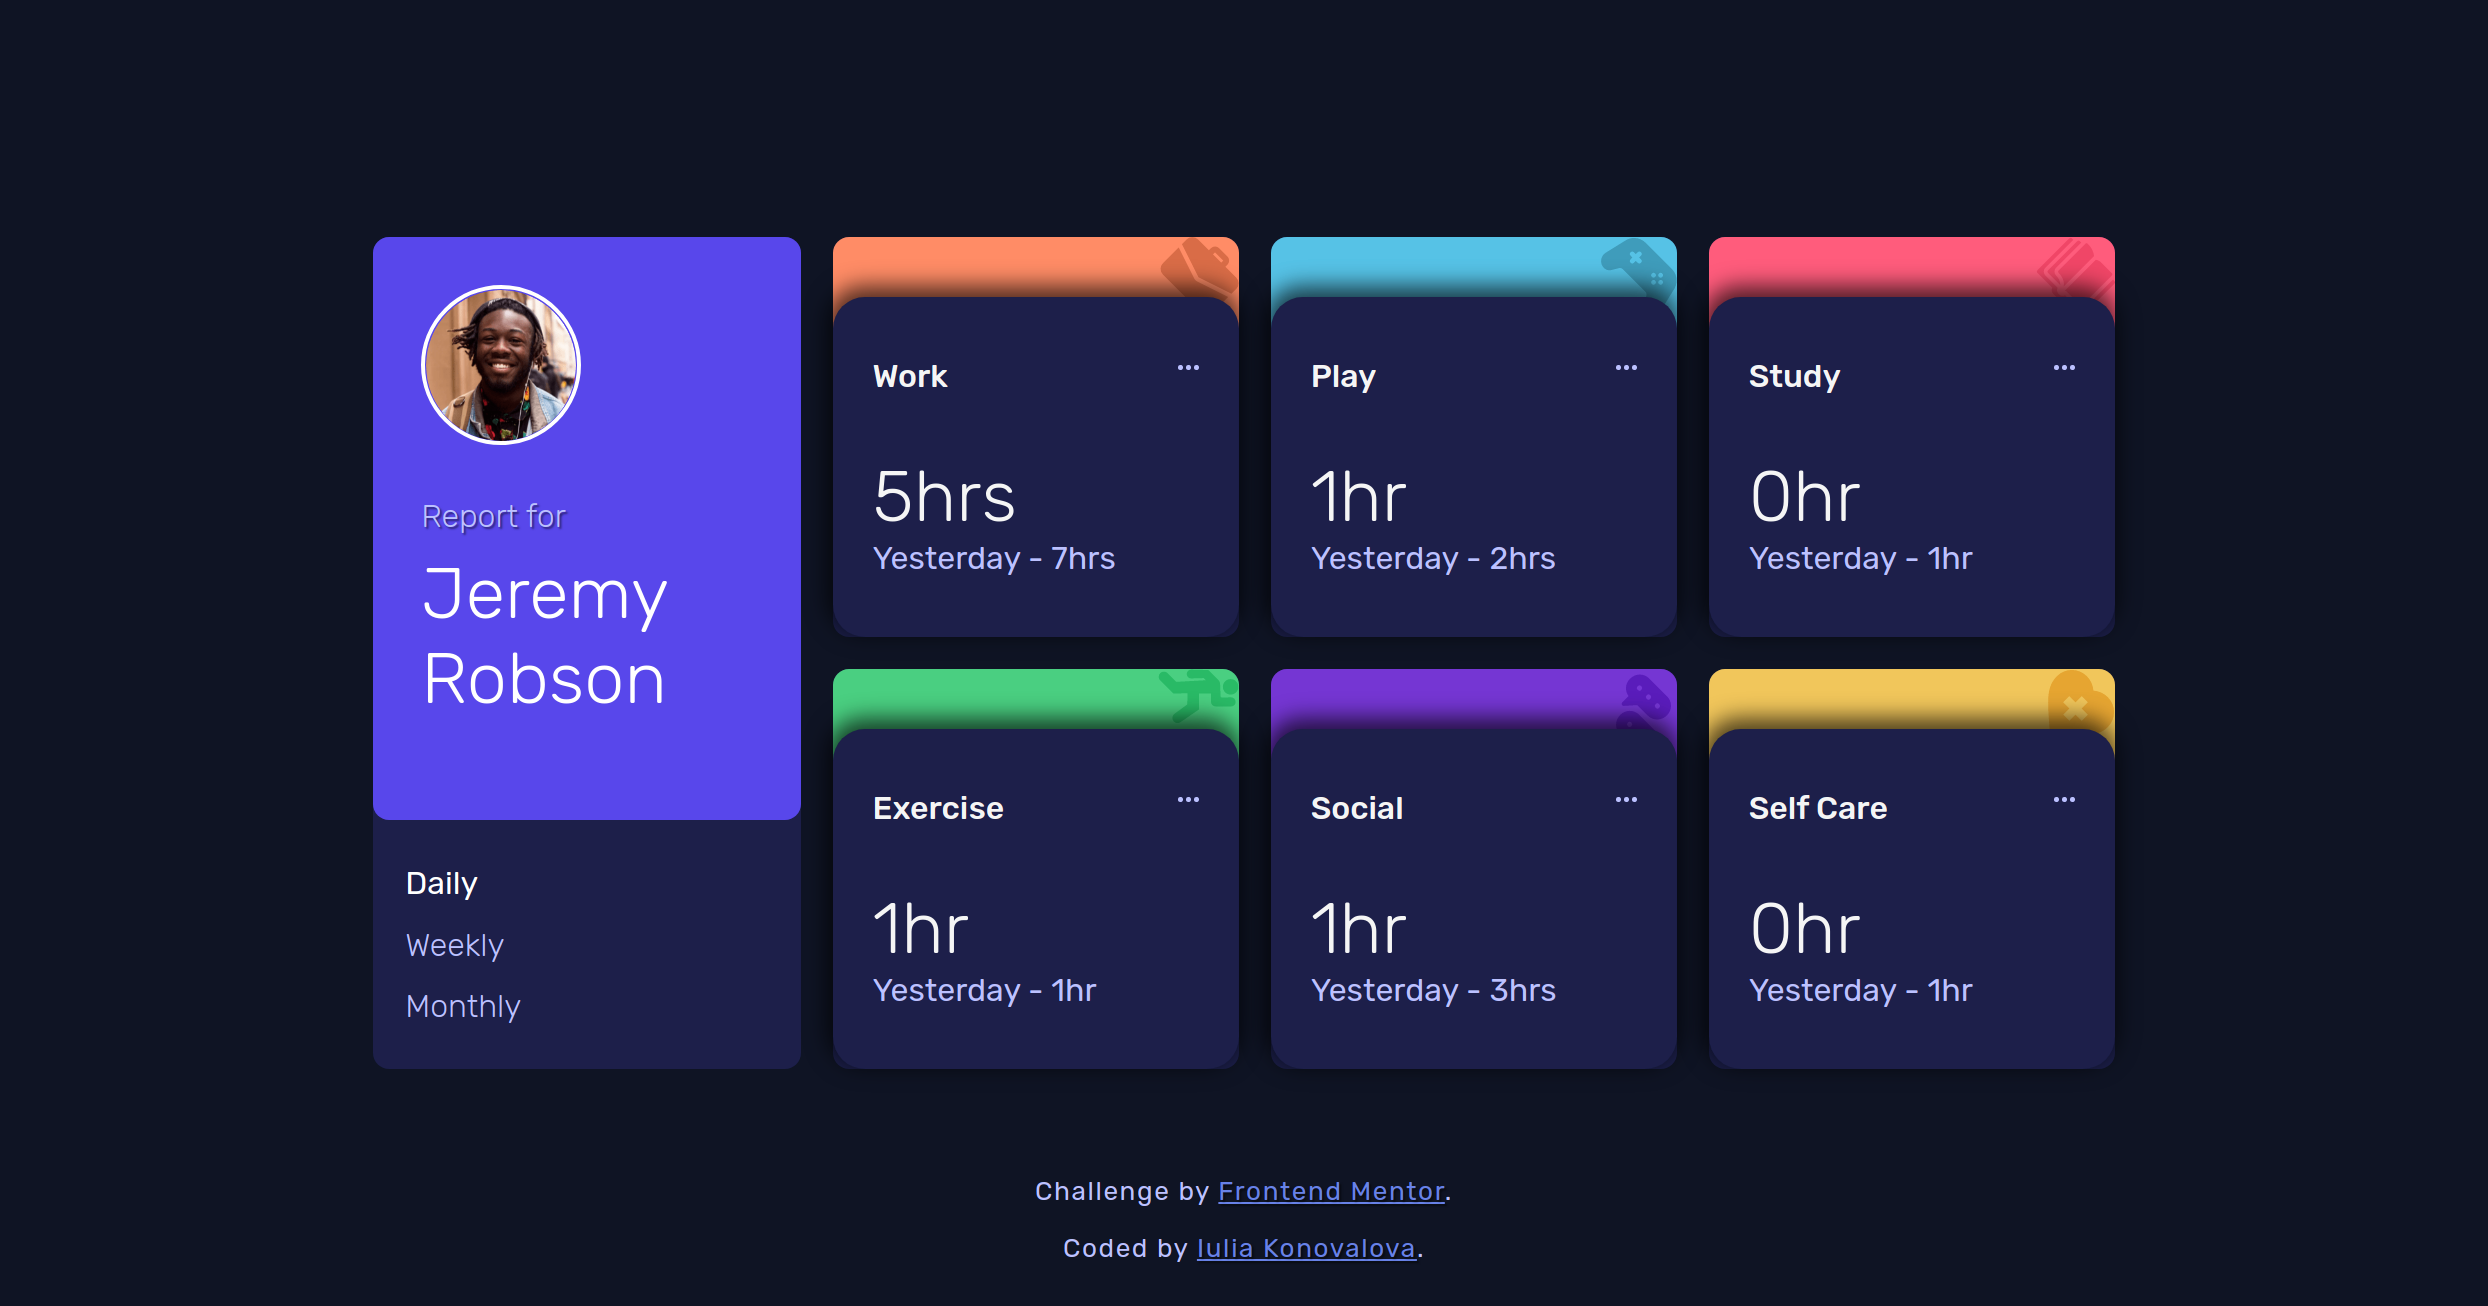 Report for
Jeremy
Robson
Daily
Weekly
Monthly
Work
5hrs
Yesterday - 7hrs
Play
1hr
Yesterday - 2hrs
Study
0hr
Yesterday - 1hr
Exercise
1hr
Yesterday - 1hr
Social
1hr
Yesterday - 3hrs
Self Care
0hr
Yesterday - 1hr
Challenge by Frontend Mentor.
Coded by Iulia Konovalova.